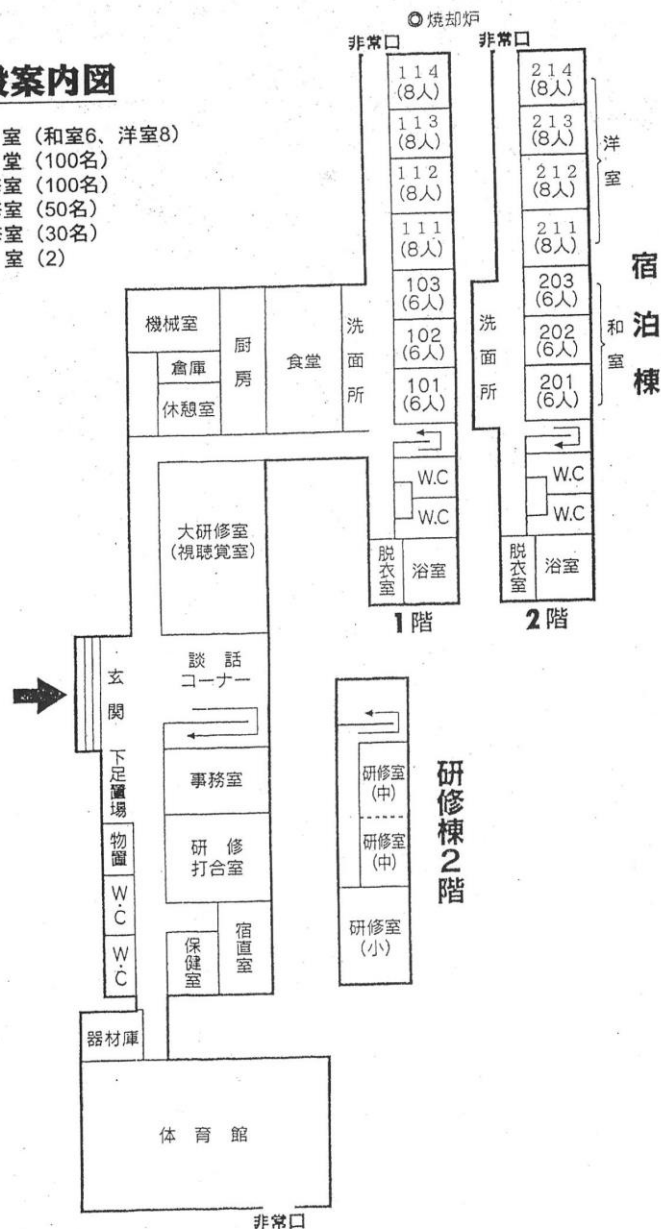 案内図
室（和室6、洋室8）
堂（100名）
室（100名）
室（50名）
室（30名）
室（2）
◎焼却炉
非常口
非常口
114
(8人)
113
(8人)
112
(8人)
111
(8人)
103
(6人)
102
(6人)
101
(6人)
W.C
W.C
脱衣室
浴室
1階
214
(8人)
213
(8人)
212
(8人)
211
(8人)
203
(6人)
202
(6人)
201
(6人)
W.C
W.C
脱衣室
浴室
2階
洋室
和室
宿泊棟
洗面所
洗面所
機械室
倉庫
休憩室
厨房
食堂
大研修室
(視聴覚室)
談話
コーナー
玄関
下足置場
事務室
物置
研修
打合室
W.C
W.C
保健室
宿直室
器材庫
体育館
非常口
研修室
(中)
研修室
(中)
研修室
(小)
研修棟2階